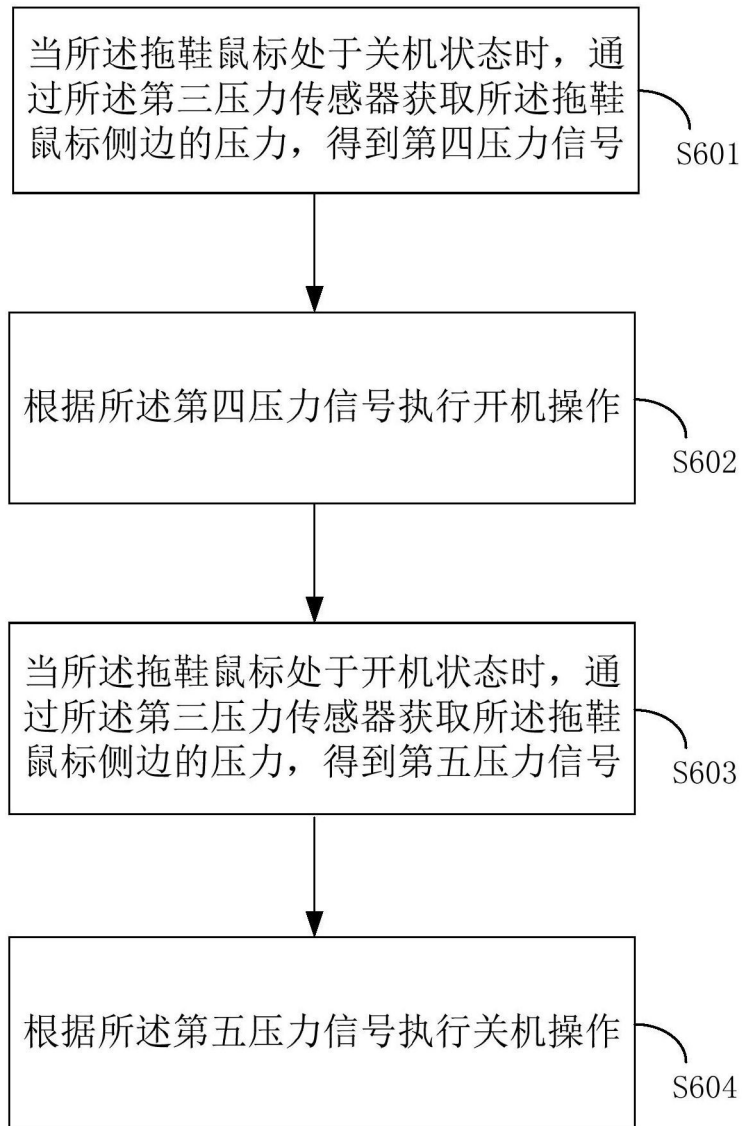 当所述拖鞋鼠标处于关机状态时，通
过所述第三压力传感器获取所述拖鞋
鼠标侧边的压力，得到第四压力信号
S601
根据所述第四压力信号执行开机操作
S602
当所述拖鞋鼠标处于开机状态时，通
过所述第三压力传感器获取所述拖鞋
鼠标侧边的压力，得到第五压力信号
S603
根据所述第五压力信号执行关机操作
S604